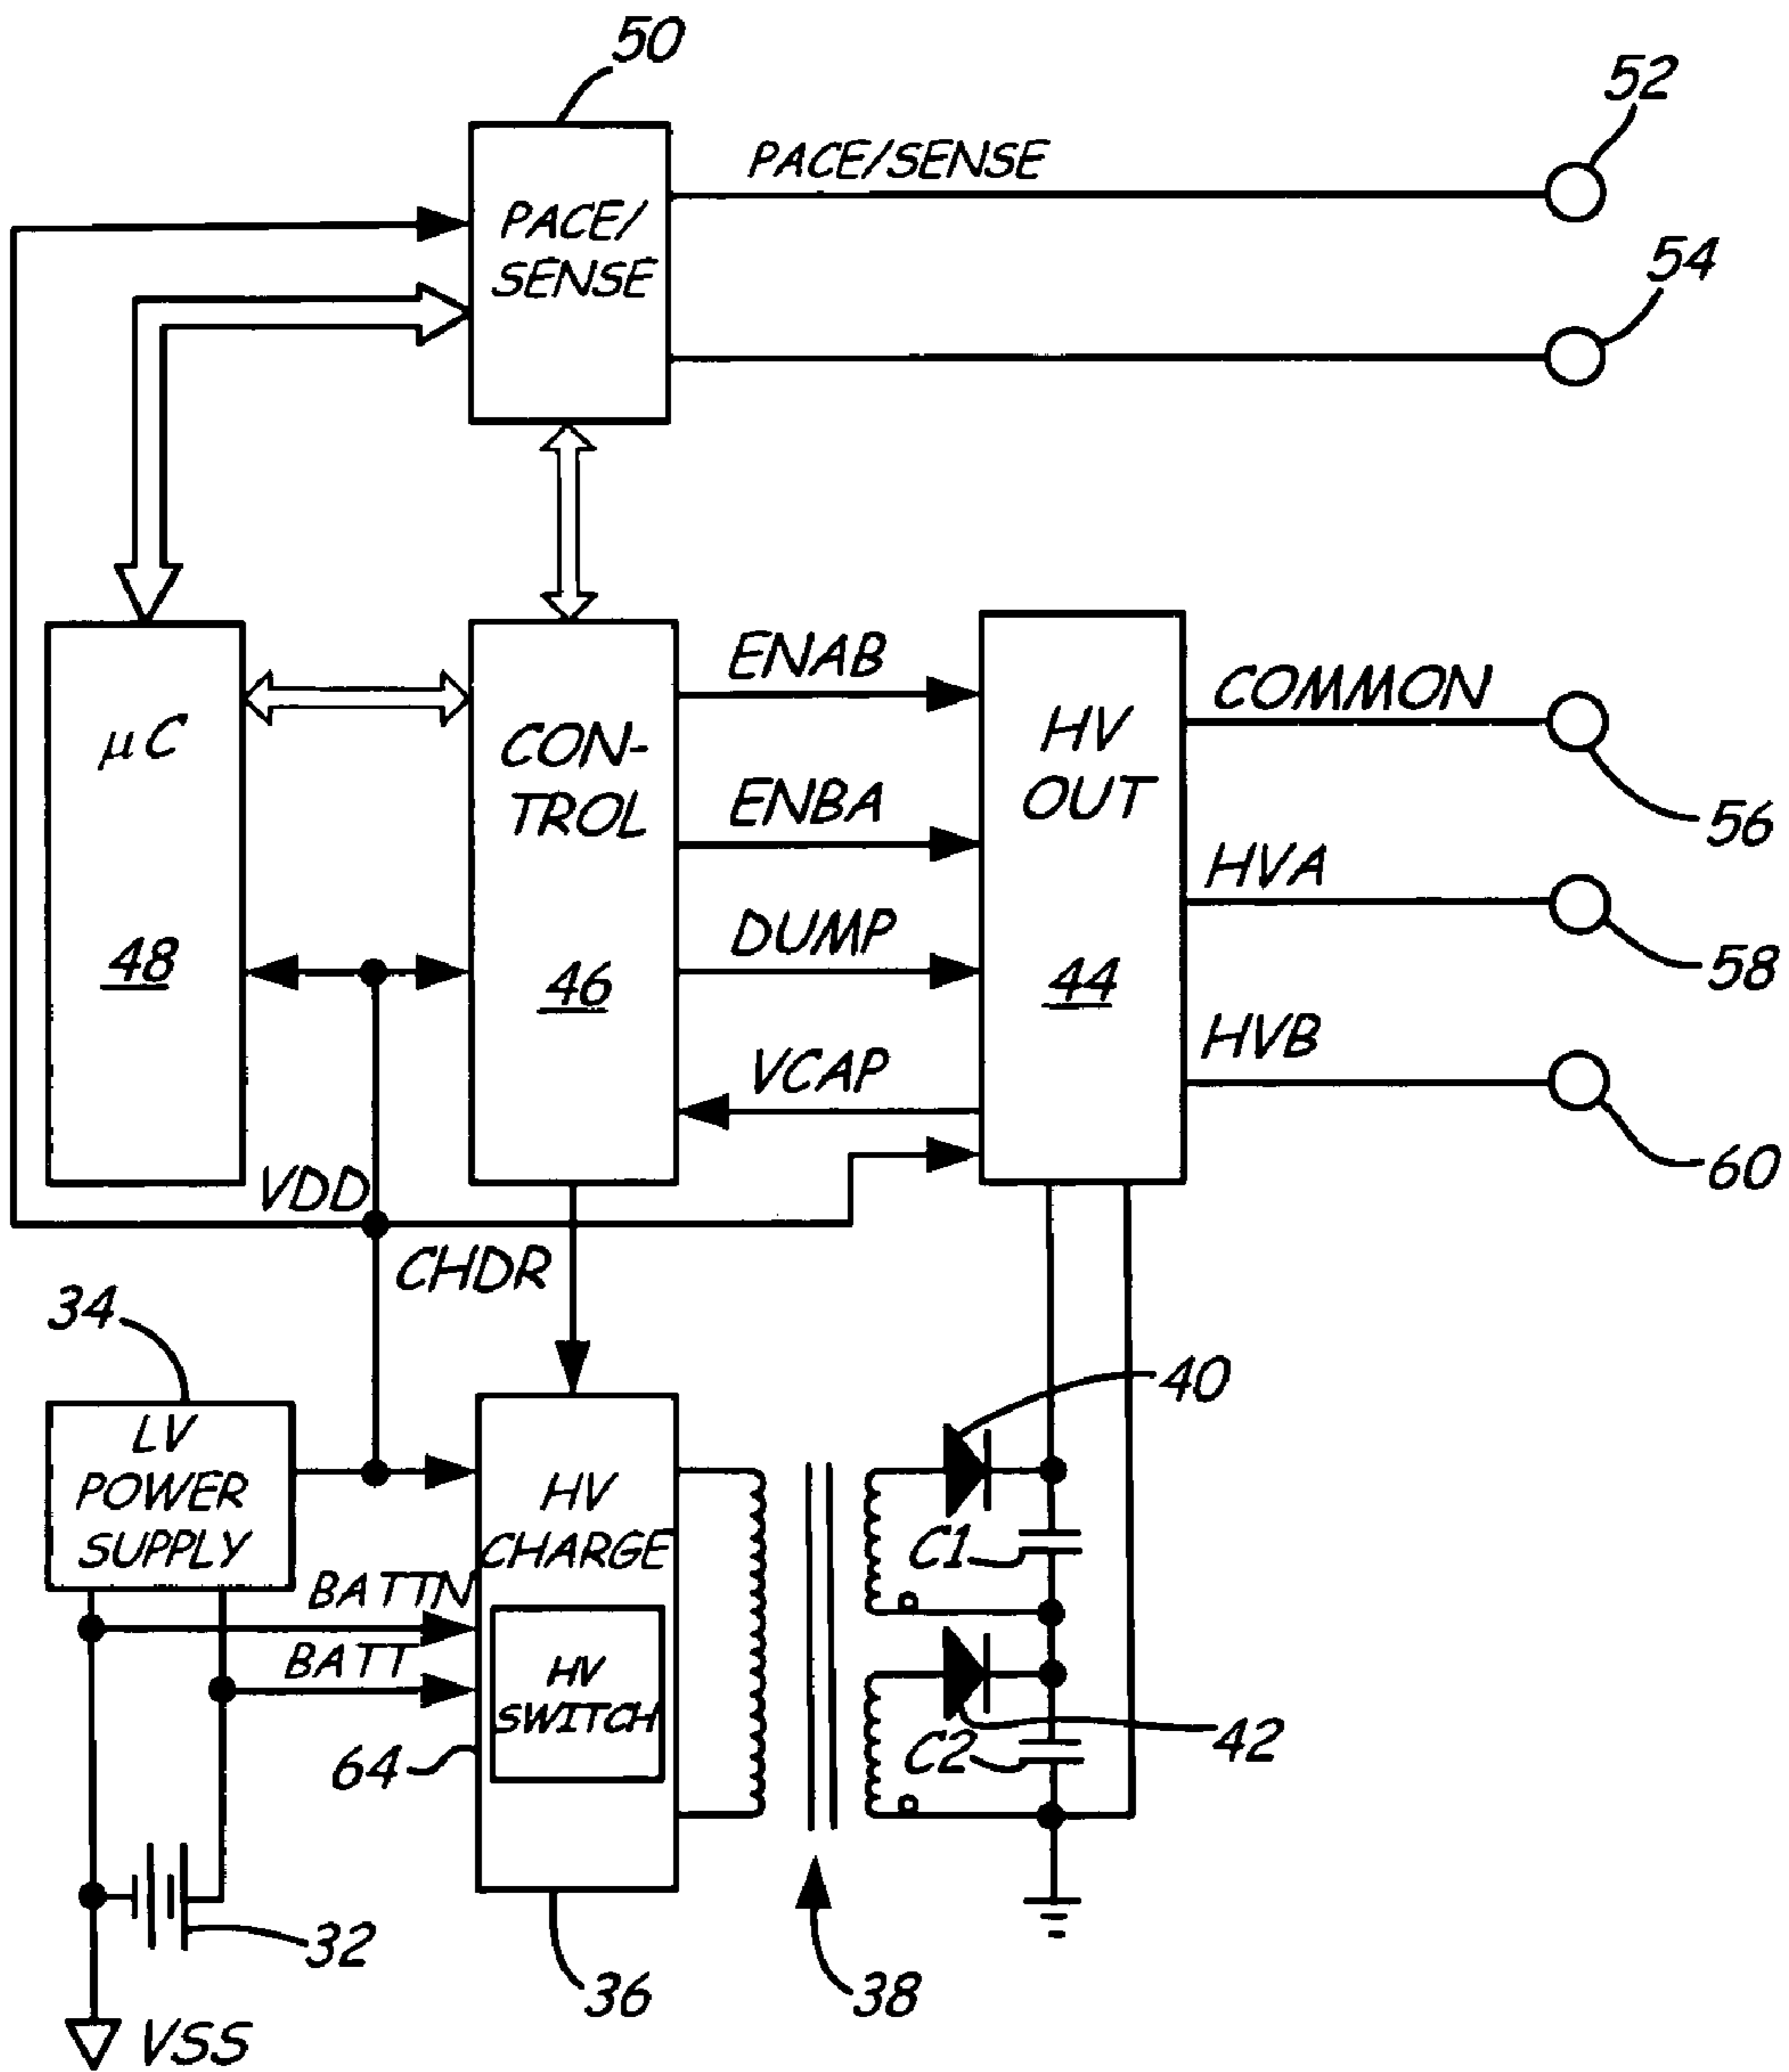 50
52
PACE/SENSE
PACE/
SENSE
54
ENAB
COMMON
μC
CON-
TROL
HV
OUT
ENBA
56
HVA
48
46
DUMP
44
58
VCAP
HVB
VDD
60
CHDR
34
40
LV
POWER
SUPPLY
HV
CHARGE
C1
BATTN
BATT
HV
SWITCH
64
C2
42
32
36
38
VSS